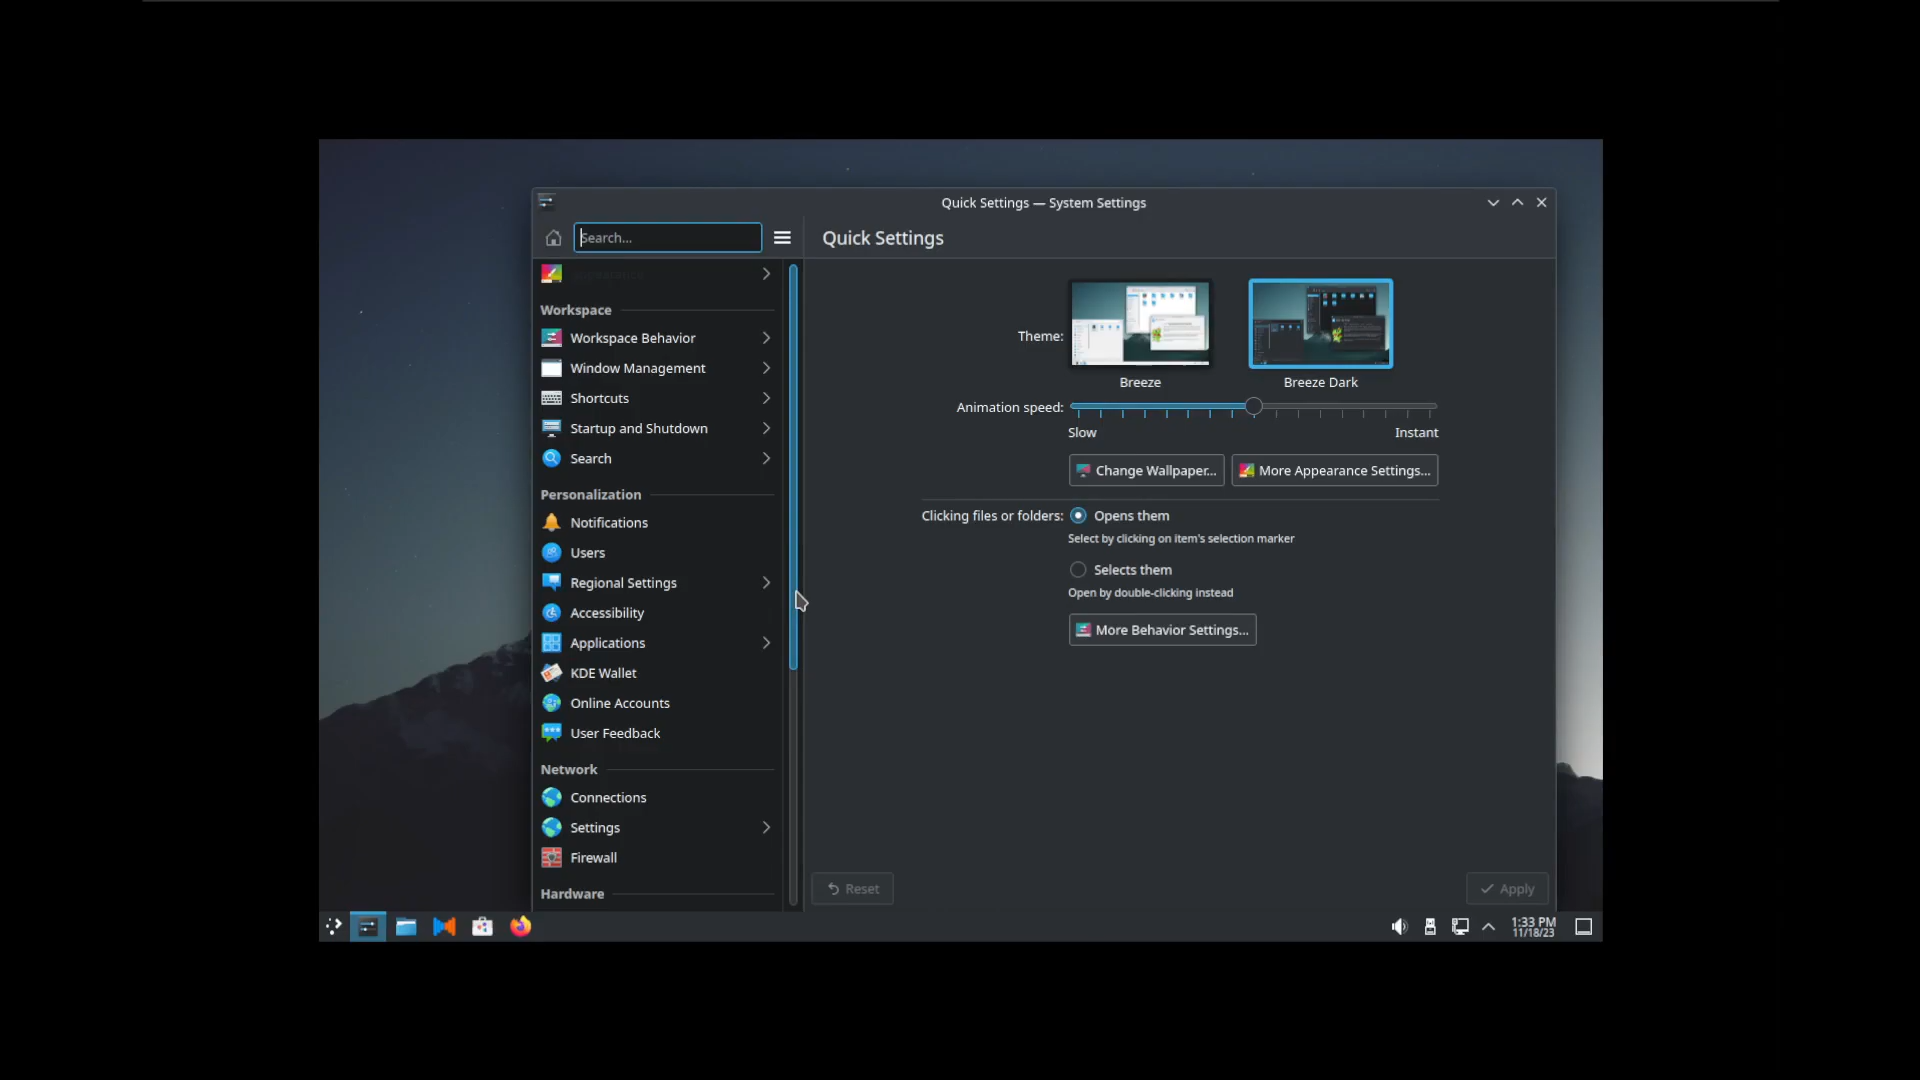 Quick Settings — System Settings
Search...
Quick Settings
Workspace
Workspace Behavior
Window Management
Shortcuts
Startup and Shutdown
Search
Personalization
Notifications
Users
Regional Settings
Accessibility
Applications
KDE Wallet
Online Accounts
User Feedback
Network
Connections
Settings
Firewall
Hardware
Theme:
Breeze
Breeze Dark
Animation speed:
Slow
Instant
Change Wallpaper...
More Appearance Settings...
Clicking files or folders:
Opens them
Select by clicking on item's selection marker
Selects them
Open by double-clicking instead
More Behavior Settings...
Reset
Apply
1:33 PM
11/18/23